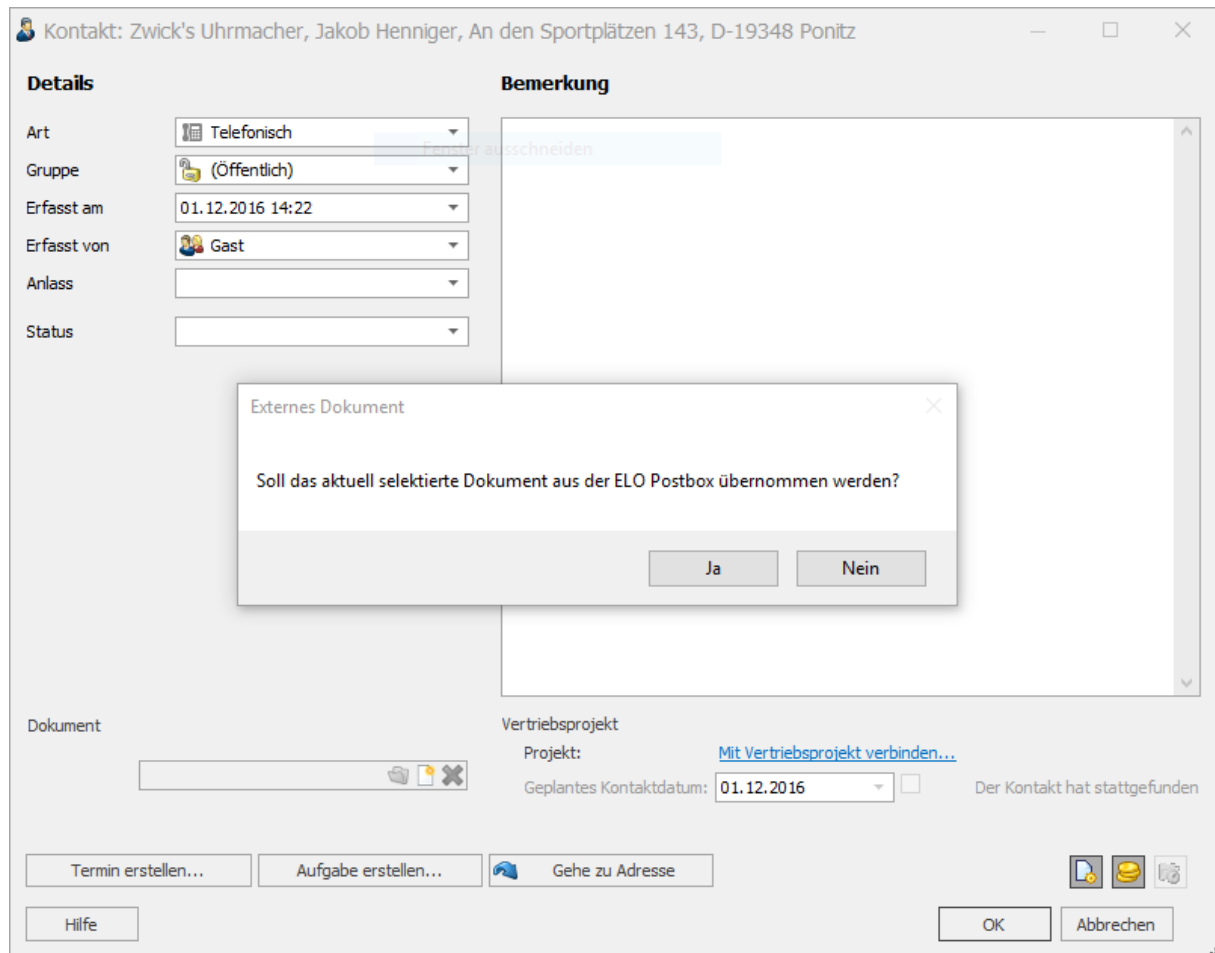 Kontakt: Zwick's Uhrmacher, Jakob Henniger, An den Sportplätzen 143, D-19348 Ponitz
Details
Bemerkung
Art
Telefonisch
Fenster ausschneiden
Gruppe
(Öffentlich)
Erfasst am
01.12.2016 14:22
Erfasst von
Gast
Anlass
Status
Externes Dokument
Soll das aktuell selektierte Dokument aus der ELO Postbox übernommen werden?
Ja
Nein
Dokument
Vertriebsprojekt
Projekt:
Mit Vertriebsprojekt verbinden...
Geplantes Kontaktdatum:
01.12.2016
Der Kontakt hat stattgefunden
Termin erstellen...
Aufgabe erstellen...
Gehe zu Adresse
Hilfe
OK
Abbrechen